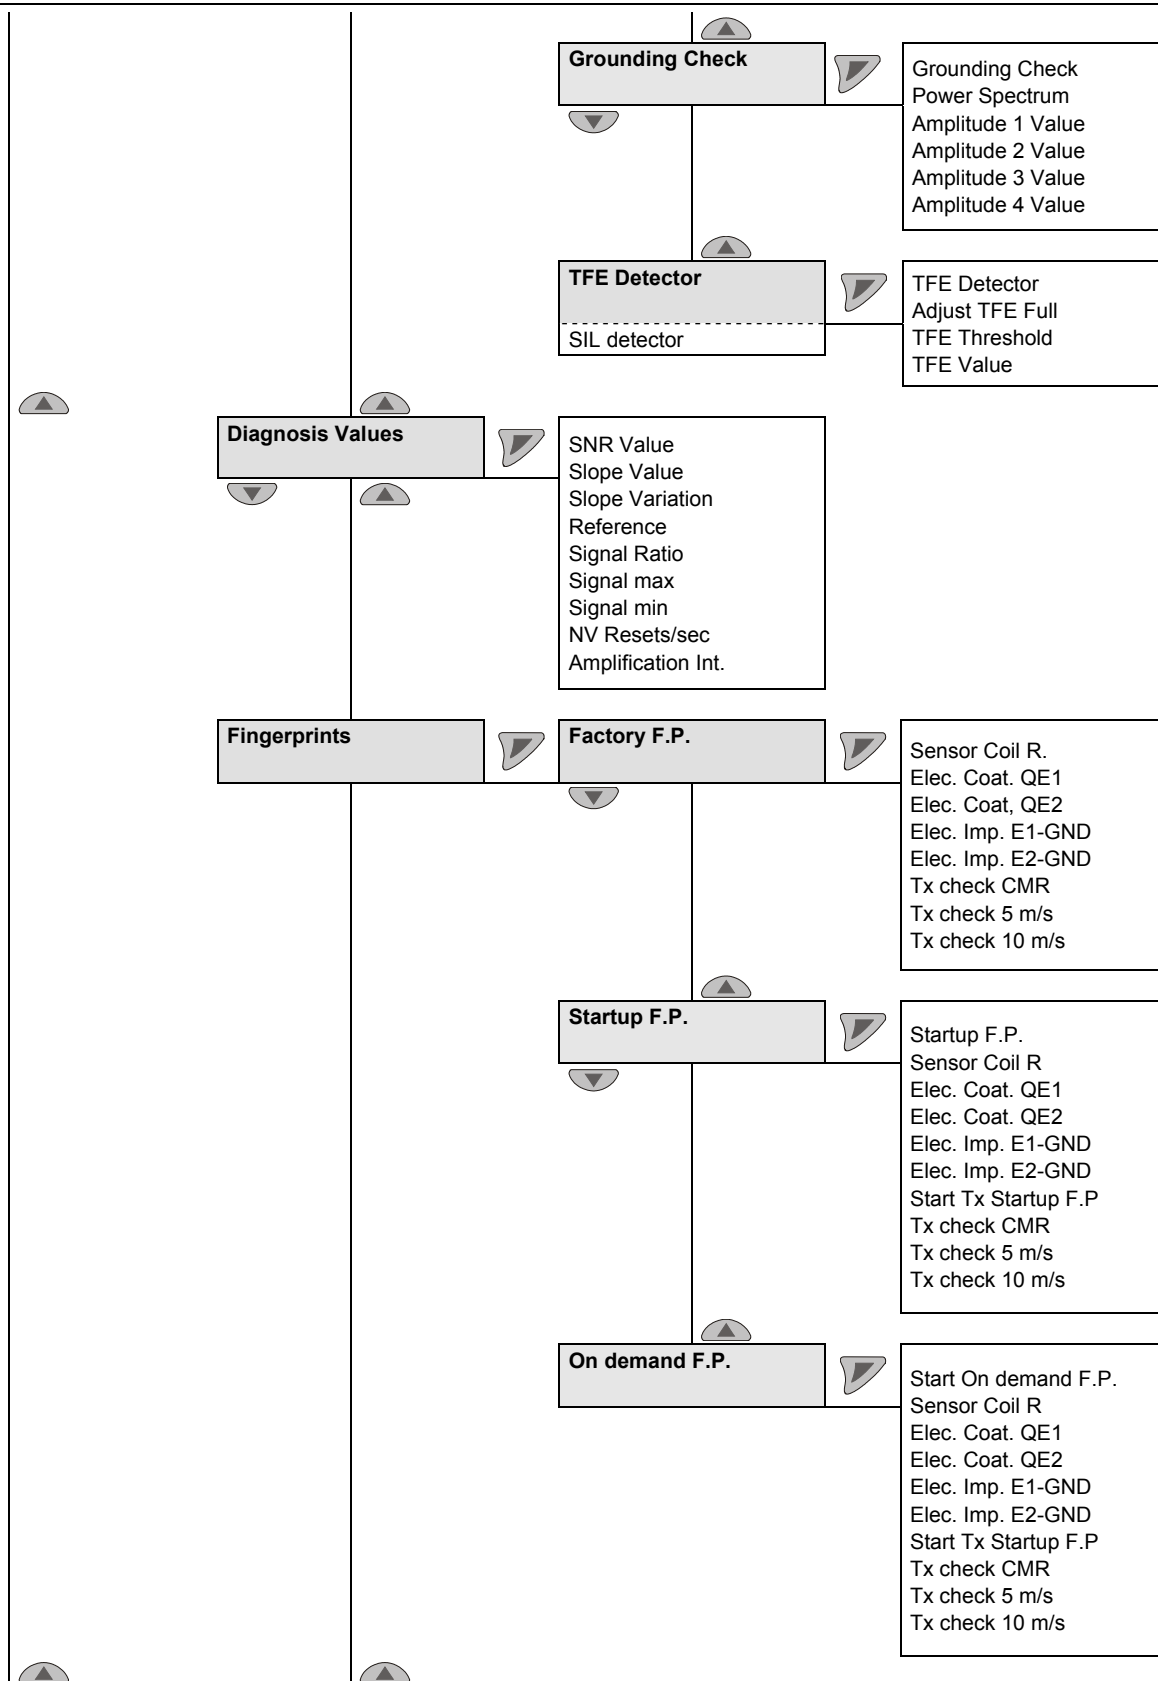 Grounding Check
Grounding Check
Power Spectrum
Amplitude 1 Value
Amplitude 2 Value
Amplitude 3 Value
Amplitude 4 Value
TFE Detector
SIL detector
TFE Detector
Adjust TFE Full
TFE Threshold
TFE Value
Diagnosis Values
SNR Value
Slope Value
Slope Variation
Reference
Signal Ratio
Signal max
Signal min
NV Resets/sec
Amplification Int.
Fingerprints
Factory F.P.
Sensor Coil R.
Elec. Coat. QE1
Elec. Coat, QE2
Elec. Imp. E1-GND
Elec. Imp. E2-GND
Tx check CMR
Tx check 5 m/s
Tx check 10 m/s
Startup F.P.
Startup F.P.
Sensor Coil R
Elec. Coat. QE1
Elec. Coat. QE2
Elec. Imp. E1-GND
Elec. Imp. E2-GND
Start Tx Startup F.P
Tx check CMR
Tx check 5 m/s
Tx check 10 m/s
On demand F.P.
Start On demand F.P.
Sensor Coil R
Elec. Coat. QE1
Elec. Coat. QE2
Elec. Imp. E1-GND
Elec. Imp. E2-GND
Start Tx Startup F.P
Tx check CMR
Tx check 5 m/s
Tx check 10 m/s